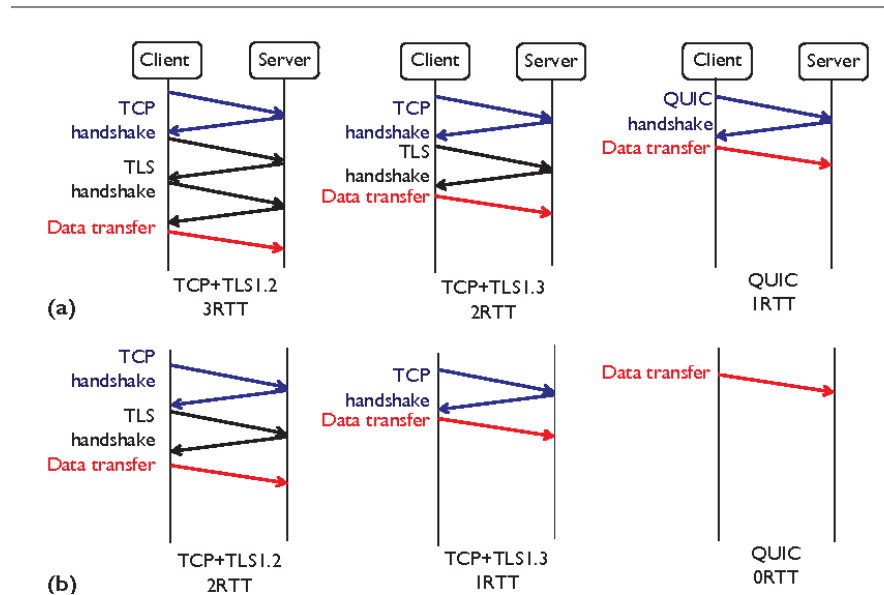 Client
Server
Client
Server
Client
Server
TCP
handshake
TLS
handshake
Data transfer
TCP
handshake
TLS
handshake
Data transfer
QUIC
handshake
Data transfer
(a)
TCP+TLS1.2
3RTT
TCP+TLS1.3
2RTT
QUIC
1RTT
TCP
handshake
TLS
handshake
Data transfer
TCP
handshake
Data transfer
Data transfer
(b)
TCP+TLS1.2
2RTT
TCP+TLS1.3
1RTT
QUIC
0RTT